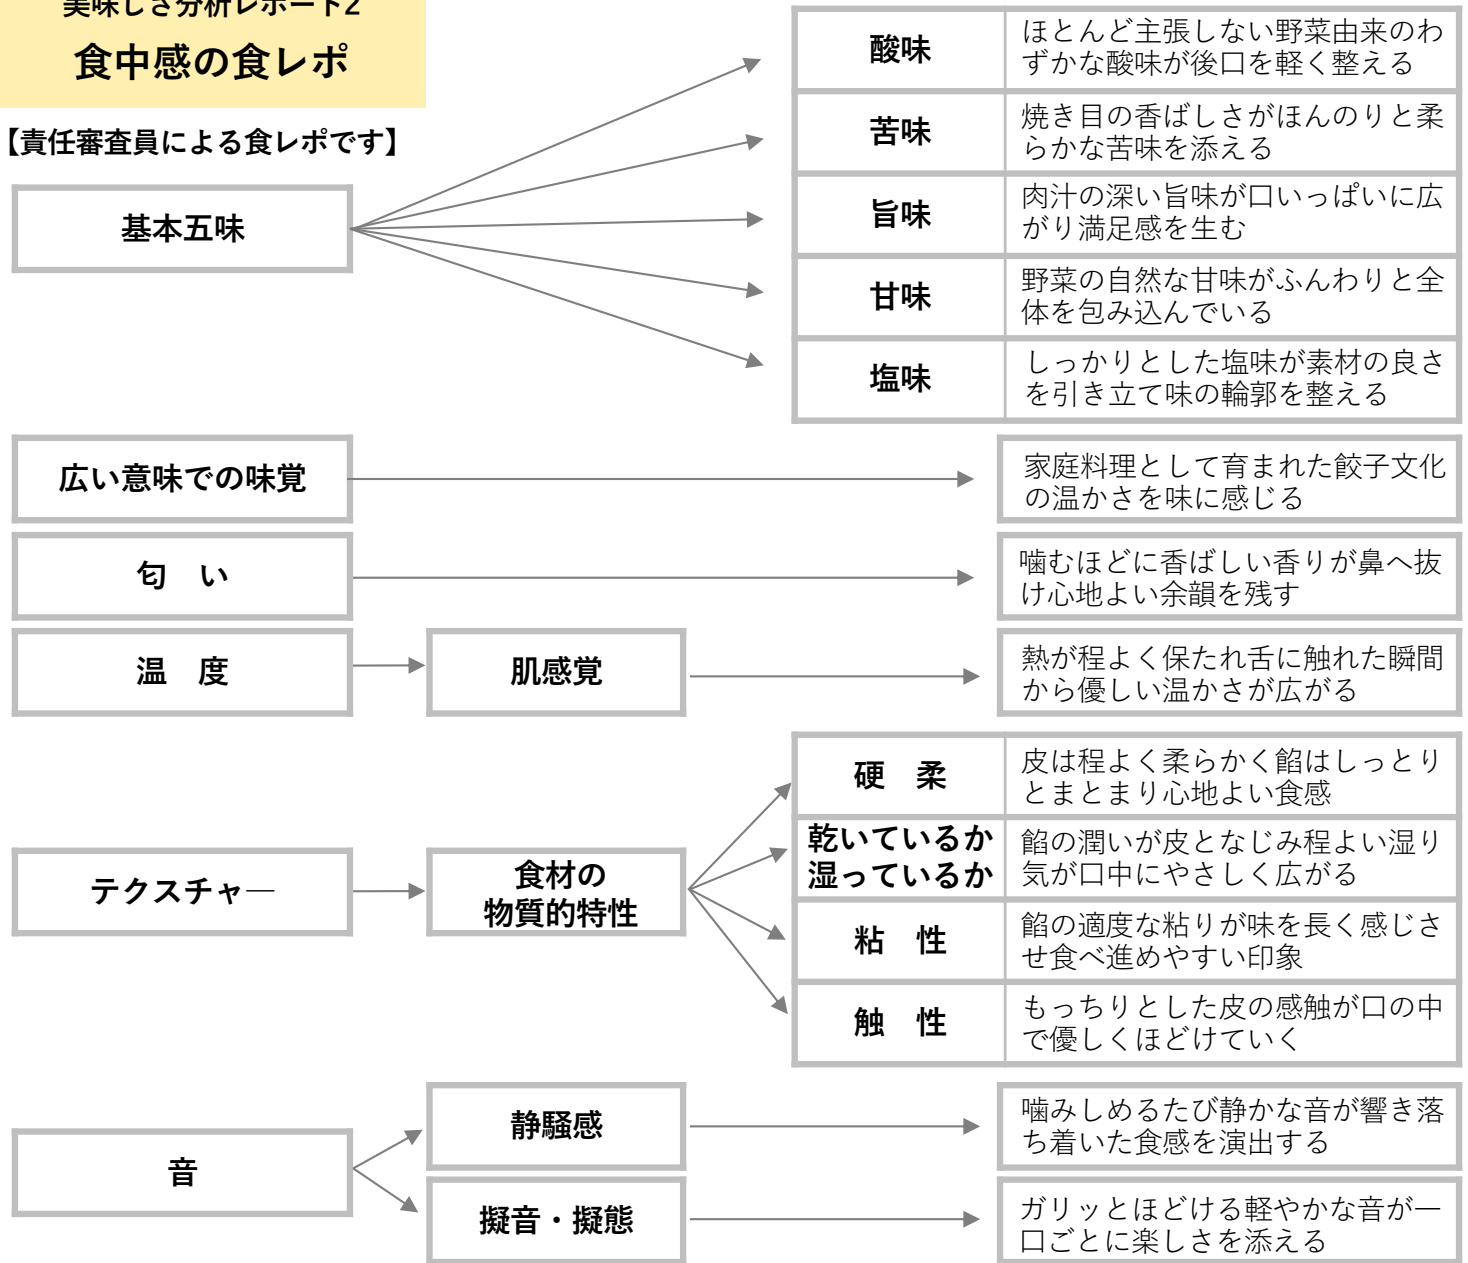 美味しさ分析レポート2
食中感の食レポ
【責任審査員による食レポです】
基本五味
酸味
ほとんど主張しない野菜由来のわ
ずかな酸味が後口を軽く整える
苦味
焼き目の香ばしさがほんのりと柔
らかな苦味を添える
旨味
肉汁の深い旨味が口いっぱいに広
がり満足感を生む
甘味
野菜の自然な甘味がふんわりと全
体を包み込んでいる
塩味
しっかりとした塩味が素材の良さ
を引き立て味の輪郭を整える
広い意味での味覚
家庭料理として育まれた餃子文化
の温かさを味に感じる
匂　い
噛むほどに香ばしい香りが鼻へ抜
け心地よい余韻を残す
温　度
肌感覚
熱が程よく保たれ舌に触れた瞬間
から優しい温かさが広がる
テクスチャ―
食材の
物質的特性
硬　柔
皮は程よく柔らかく餡はしっとり
とまとまり心地よい食感
乾いているか
湿っているか
餡の潤いが皮となじみ程よい湿り
気が口中にやさしく広がる
粘　性
餡の適度な粘りが味を長く感じさ
せ食べ進めやすい印象
触　性
もっちりとした皮の感触が口の中
で優しくほどけていく
音
静騒感
噛みしめるたび静かな音が響き落
ち着いた食感を演出する
擬音・擬態
ガリッとほどける軽やかな音が一
口ごとに楽しさを添える